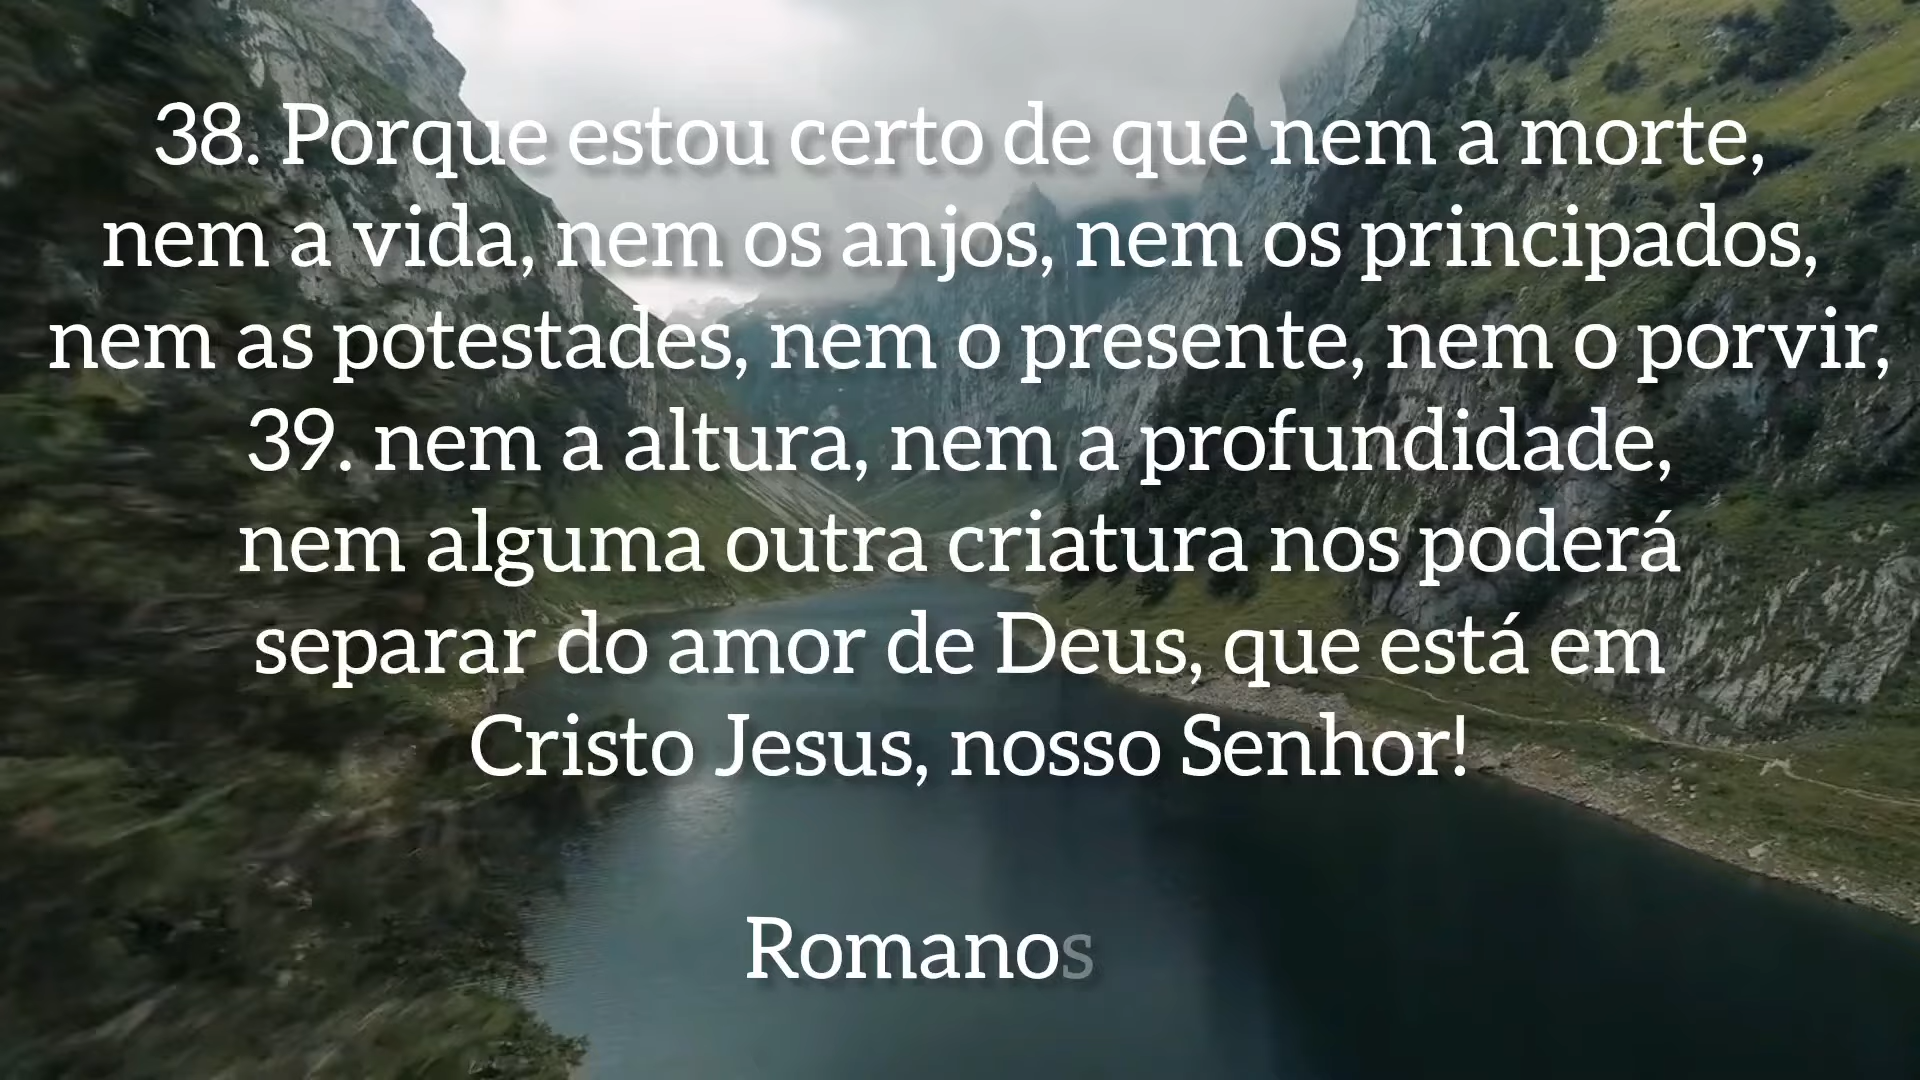 38. Porque estou certo de que nem a morte,
nem a vida, nem os anjos, nem os principados,
nem as potestades, nem o presente, nem o porvir,
39. nem a altura, nem a profundidade,
nem alguma outra criatura nos poderá
separar do amor de Deus, que está em
Cristo Jesus, nosso Senhor!
Romanos